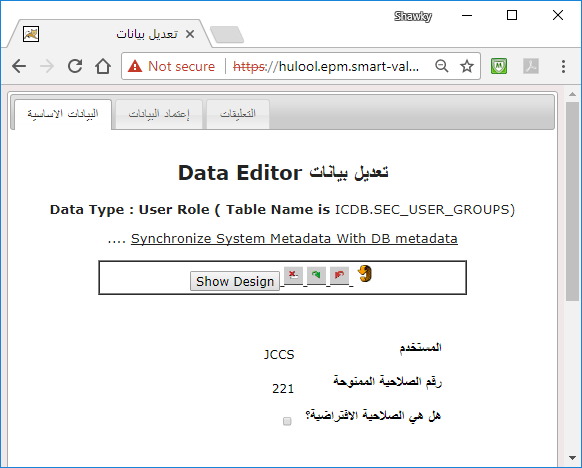 Shawky
تعديل بيانات
Not secure https://hulool.epm.smart-val...
البيانات الاساسية إعتماد البيانات التعليقات
Data Editor تعديل بيانات
Data Type : User Role ( Table Name is ICDB.SEC_USER_GROUPS)
.... Synchronize System Metadata With DB metadata
Show Design
المستخدم JCCS
رقم الصلاحية الممنوحة 221
هل هي الصلاحية الافتراضية؟